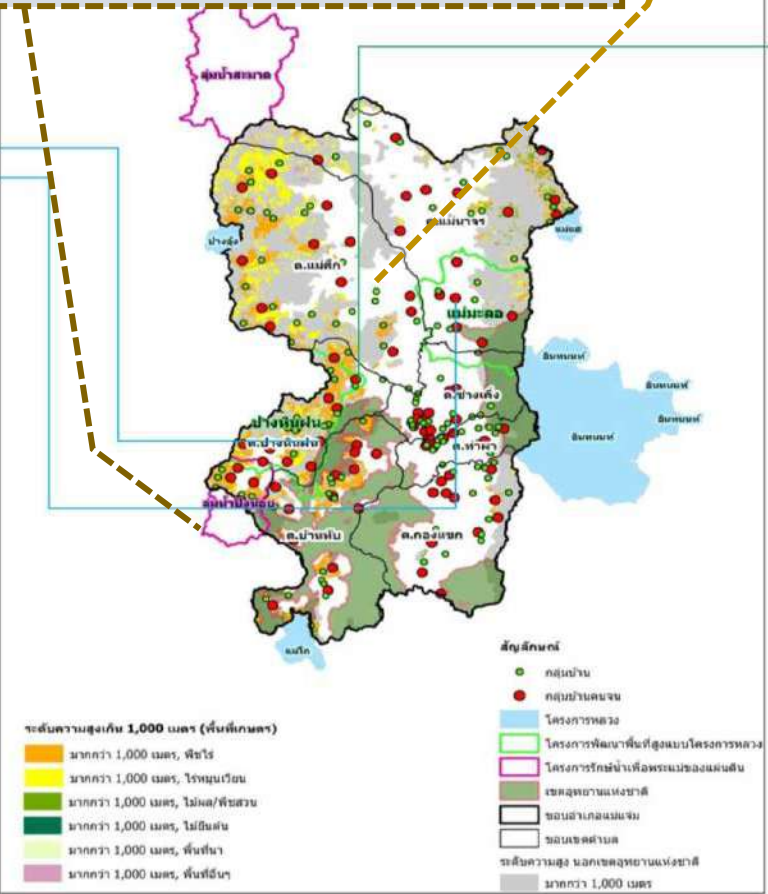 ลุ่มน้ำสะมาด
ต.แม่นาจร
แม่แฮ
ปางอุ๋ง
ต.แม่ศึก
แม่มะลอ
อินทนนท์
อินทนนท์
อินทนนท์
อินทนนท์
ต.ช่างเคิ่ง
ปางหินฝน
ต.ปางหินฝน
ต.ท่าผา
ต.บ้านทับ
ต.กองแขก
แม่โถ
สัญลักษณ์
กลุ่มบ้าน
กลุ่มบ้านคนจน
โครงการหลวง
โครงการพัฒนาพื้นที่สูงแบบโครงการหลวง
โครงการรักษ์น้ำเพื่อพระแม่ของแผ่นดิน
เขตอุทยานแห่งชาติ
ขอบอำเภอแม่แจ่ม
ขอบเขตตำบล
ระดับความสูง นอกเขตอุทยานแห่งชาติ
มากกว่า 1,000 เมตร
ระดับความสูงเกิน 1,000 เมตร (พื้นที่เกษตร)
มากกว่า 1,000 เมตร, พืชไร่
มากกว่า 1,000 เมตร, ไร่หมุนเวียน
มากกว่า 1,000 เมตร, ไม้ผล/พืชสวน
มากกว่า 1,000 เมตร, ไม้ยืนต้น
มากกว่า 1,000 เมตร, พื้นที่นา
มากกว่า 1,000 เมตร, พื้นที่อื่นๆ